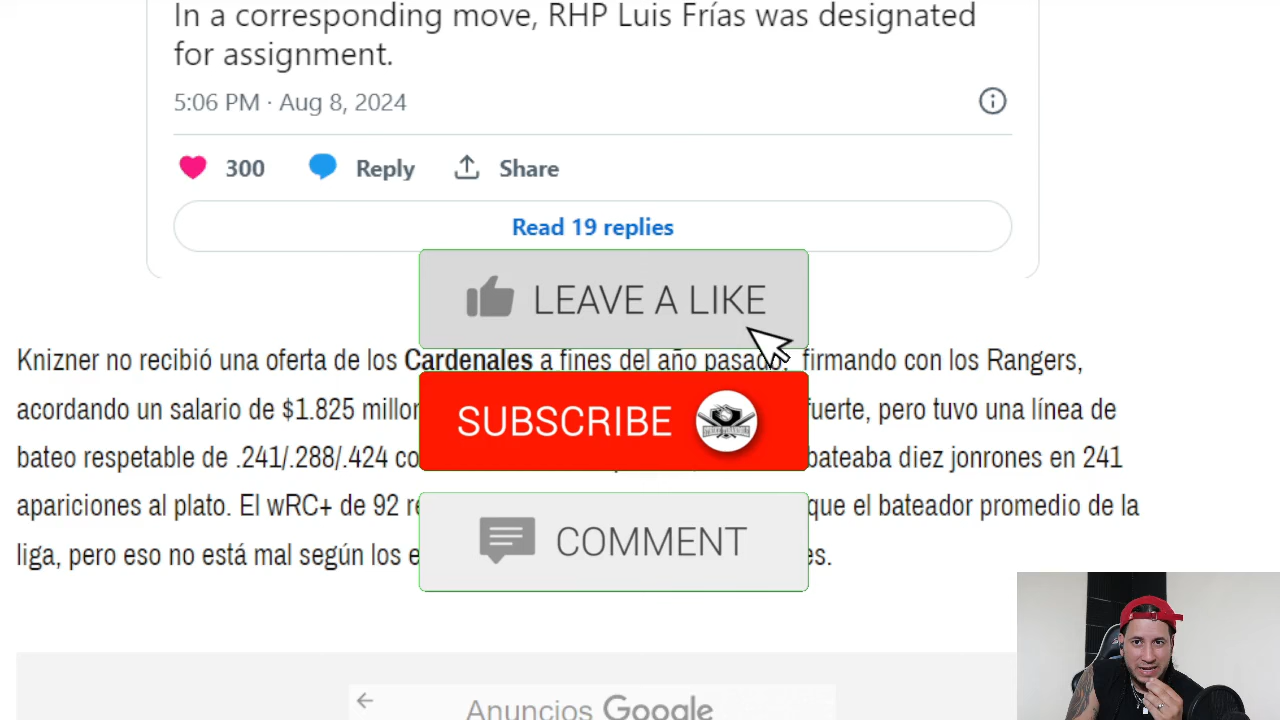 In a corresponding move, RHP Luis Frías was designated
for assignment.
5:06 PM · Aug 8, 2024
300 Reply Share
Read 19 replies
LEAVE A LIKE
Knizner no recibió una oferta de los Cardenales a fines del año pasado, firmando con los Rangers,
acordando un salario de $1.825 fuerte, pero tuvo una línea de
SUBSCRIBE
bateo respetable de .241/.288/.424 bateaba diez jonrones en 241
apariciones al plato. El wRC+ de 92 que el bateador promedio de la
COMMENT
liga, pero eso no está mal según los
Anuncios Google